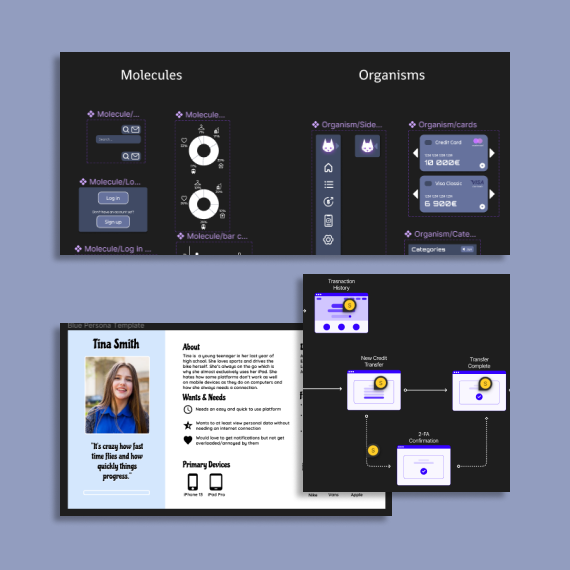 Molecules
Organisms
Molecule/...
Molecule...
Organism/Side...
Organism/cards
Credit Card
10 000€
Visa Classic
VISA
6 900€
Molecule/Lo...
Log in
Don't have an account yet?
Sign up
Molecule/Log in ...
Molecule/bar c...
Organism/Cate...
Categories
Trasnaction
History
New Credit
Transfer
Transfer
Complete
2-FA
Confirmation
Blue Persona Template
Tina Smith
"It's crazy how fast
time flies and how
quickly things
progress."
About
Tina is a young teenager in her last year of
high school. She loves sports and drives the
bike herself. She's always on the go which is
why she almost exclusively uses her iPad. She
hates how some platforms don't work as well
on mobile devices as they do on computers and
how she always needs a connection.
Wants & Needs
Needs an easy and quick to use platform
Wants to at least view personal data without
needing an internet connection
Would love to get notifications but not get
overloaded/annoyed by them
Primary Devices
iPhone 13
iPad Pro
Nike
Vans
Apple